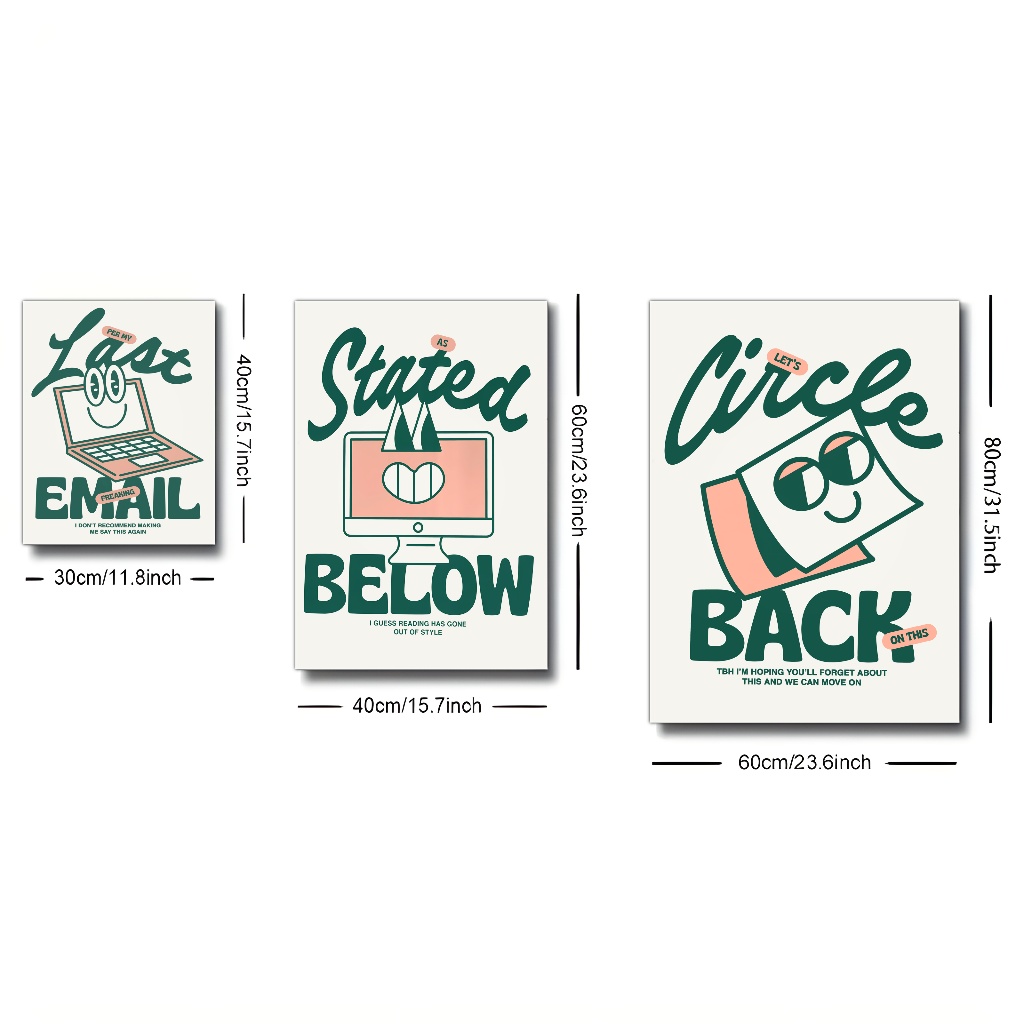 PER MY
Last
FREAKING
EMAIL
I DON'T RECOMMEND MAKING
ME SAY THIS AGAIN
40cm/15.7inch
30cm/11.8inch
AS
Stated
BELOW
I GUESS READING HAS GONE
OUT OF STYLE
60cm/23.6inch
40cm/15.7inch
LET'S
Circle
BACK
ON THIS
TBH I'M HOPING YOU'LL FORGET ABOUT
THIS AND WE CAN MOVE ON
80cm/31.5inch
60cm/23.6inch